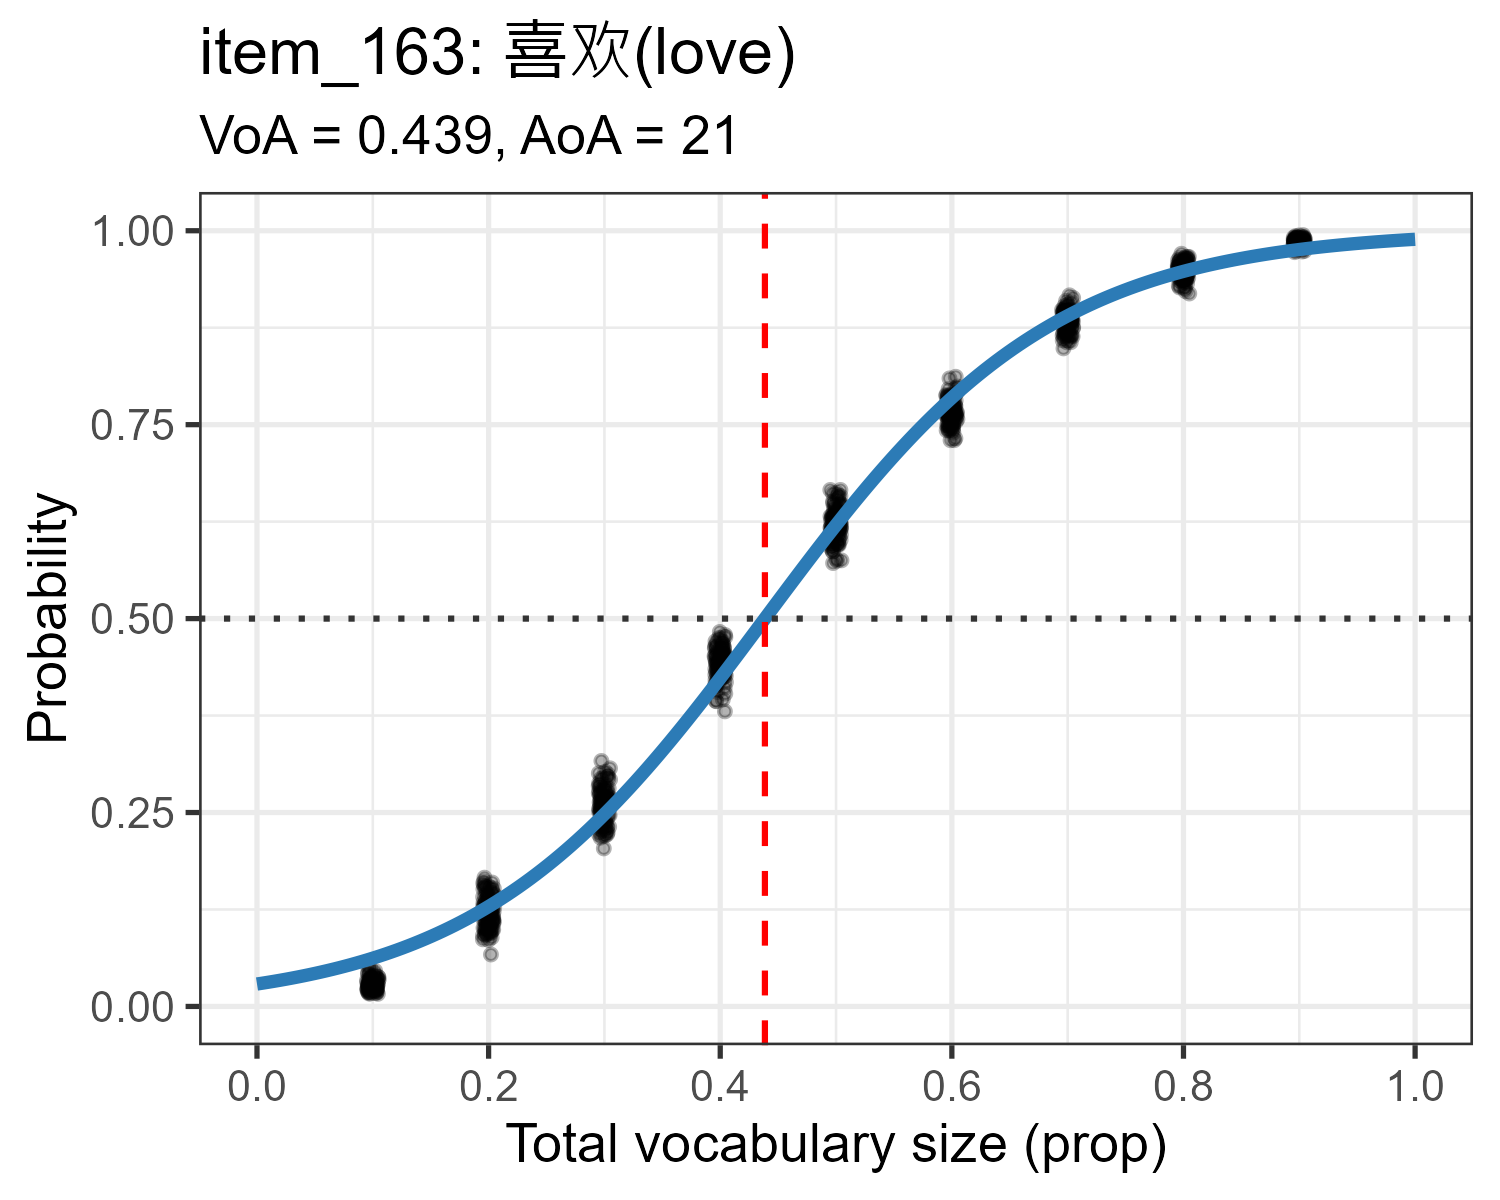 item_163: 喜欢(love)
VoA = 0.439, AoA = 21
1.00
0.75
0.50
0.25
0.00
Probability
0.0 0.2 0.4 0.6 0.8 1.0
Total vocabulary size (prop)